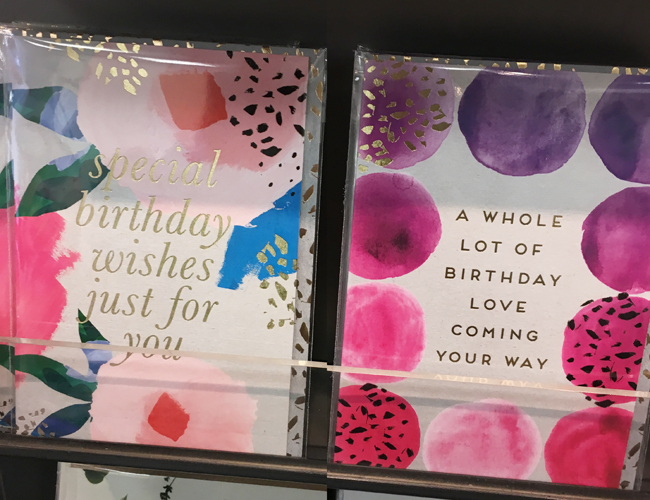 special
birthday
wishes
just for
you
A WHOLE
LOT OF
BIRTHDAY
LOVE
COMING
YOUR WAY